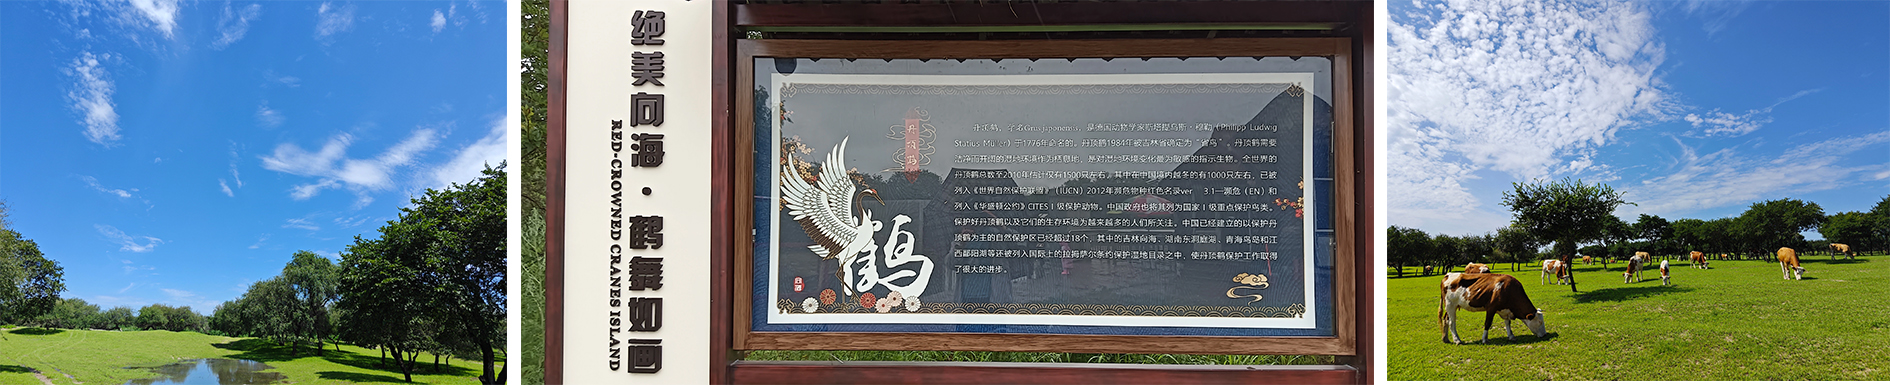 绝美向海·鹤舞如画
RED-CROWNED CRANES ISLAND
丹顶鹤
鹤
丹顶鹤，学名Grus japonensis，是德国动物学家斯塔提乌斯·穆勒（Philipp Ludwig
Statius Müller）于1776年命名的。丹顶鹤1984年被吉林省确定为“省鸟”。丹顶鹤需要
洁净而开阔的湿地环境作为栖息地，是对湿地环境变化最为敏感的指示生物。全世界的
丹顶鹤总数至2010年估计仅有1500只左右。其中在中国境内越冬的有1000只左右，已被
列入《世界自然保护联盟》（IUCN）2012年濒危物种红色名录ver 3.1—濒危（EN）和
列入《华盛顿公约》CITESⅠ级保护动物。中国政府也将其列为国家Ⅰ级重点保护鸟类。
保护好丹顶鹤以及它们的生存环境为越来越多的人们所关注。中国已经建立的以保护丹
顶鹤为主的自然保护区已经超过18个，其中的吉林向海、湖南东洞庭湖、青海鸟岛和江
西鄱阳湖等还被列入国际上的拉姆萨尔条约保护湿地目录之中，使丹顶鹤保护工作取得
了很大的进步。